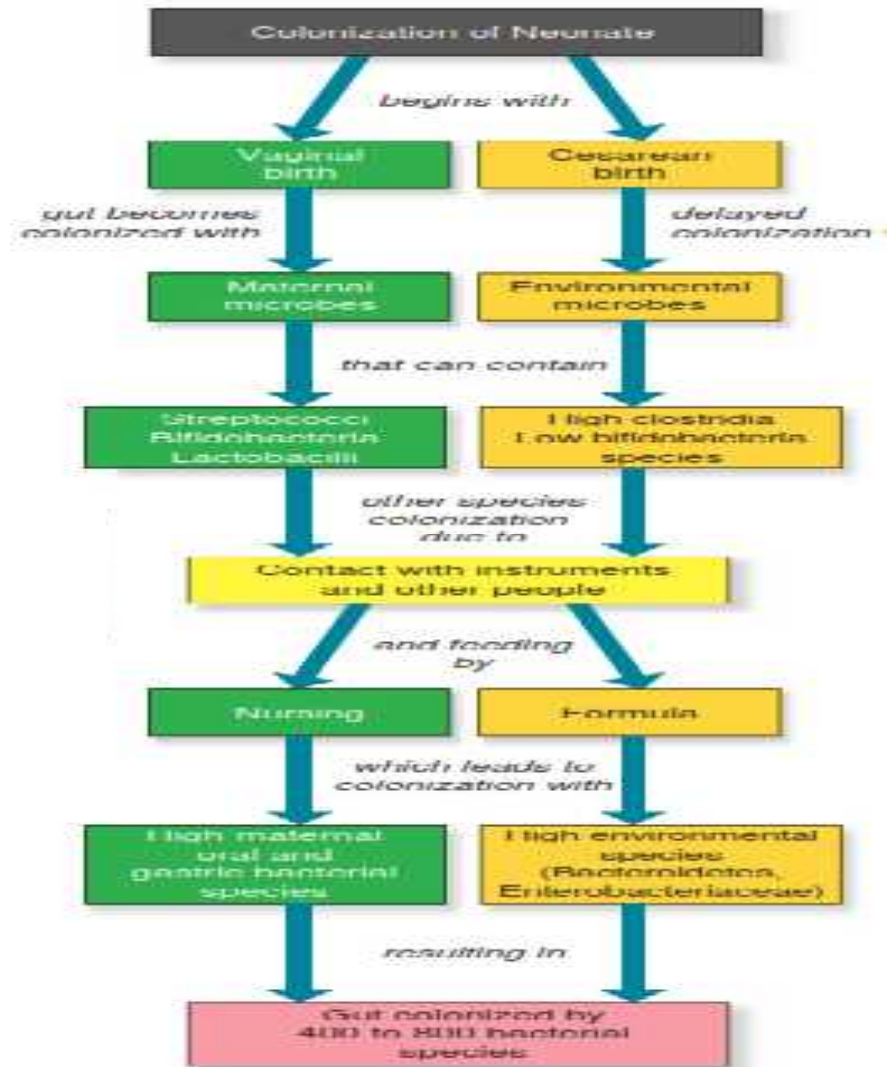 Colonization of Neonate
begins with
Vaginal
birth
Cesarean
birth
gut becomes
colonized with
delayed
colonization
Maternal
microbes
Environmental
microbes
that can contain
Streptococci
Bifidobacteria
Lactobacilli
High clostridia
Low bifidobacteria
species
other species
colonization
due to
Contact with instruments
and other people
and feeding
by
Nursing
Formula
which leads to
colonization with
High maternal
oral and
gastric bacterial
species
High environmental
species
(Bacteroidetes,
Enterobacteriaceae)
resulting in
Gut colonized by
400 to 800 bacterial
species